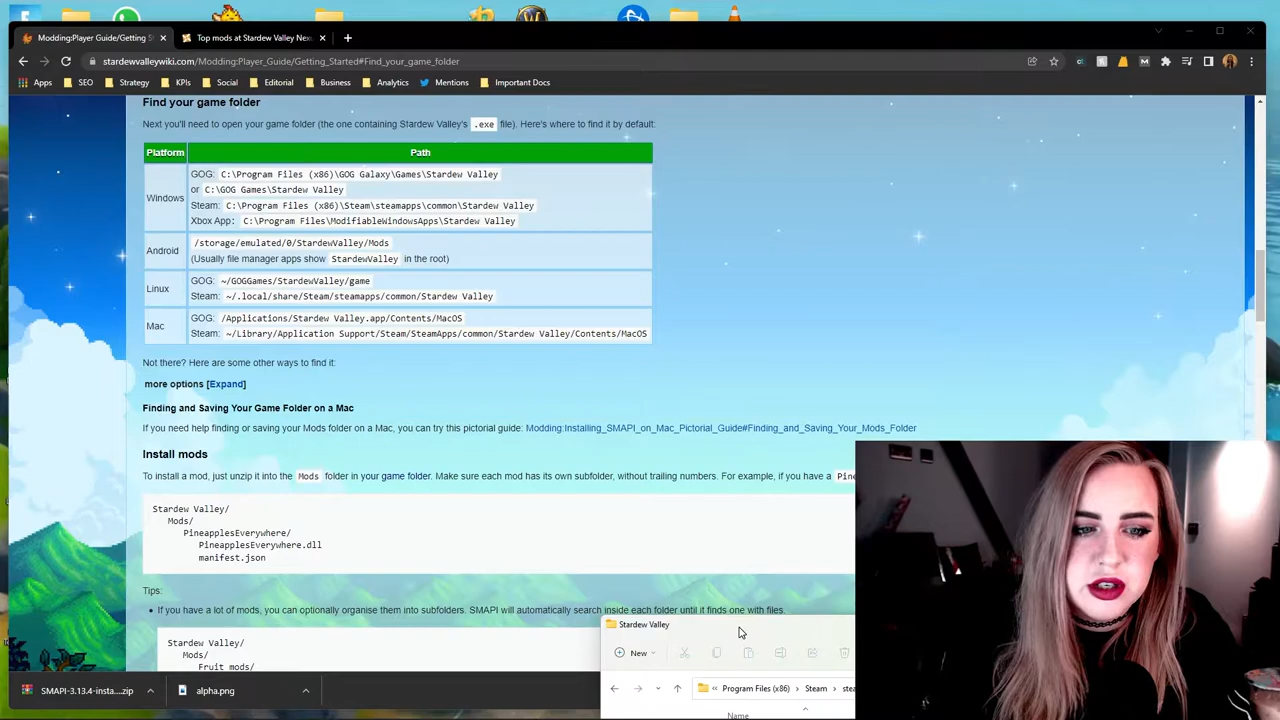 Modding:Player Guide/Getting S
Top mods at Stardew Valley Nex
stardewvalleywiki.com/Modding:Player_Guide/Getting_Started#Find_your_game_folder
Apps SEO Strategy KPIs Social Editorial Business Analytics Mentions Important Docs
Find your game folder
Next you'll need to open your game folder (the one containing Stardew Valley's .exe file). Here's where to find it by default:
Platform Path
Windows
GOG: C:\Program Files (x86)\GOG Galaxy\Games\Stardew Valley
or C:\GOG Games\Stardew Valley
Steam: C:\Program Files (x86)\Steam\steamapps\common\Stardew Valley
Xbox App: C:\Program Files\ModifiableWindowsApps\Stardew Valley
Android
/storage/emulated/0/StardewValley/Mods
(Usually file manager apps show StardewValley in the root)
Linux
GOG: ~/GOGGames/StardewValley/game
Steam: ~/.local/share/Steam/steamapps/common/Stardew Valley
Mac
GOG: /Applications/Stardew Valley.app/Contents/MacOS
Steam: ~/Library/Application Support/Steam/SteamApps/common/Stardew Valley/Contents/MacOS
Not there? Here are some other ways to find it:
more options [Expand]
Finding and Saving Your Game Folder on a Mac
If you need help finding or saving your Mods folder on a Mac, you can try this pictorial guide: Modding:Installing_SMAPI_on_Mac_Pictorial_Guide#Finding_and_Saving_Your_Mods_Folder
Install mods
To install a mod, just unzip it into the Mods folder in your game folder. Make sure each mod has its own subfolder, without trailing numbers. For example, if you have a Pine
Stardew Valley/
Mods/
PineapplesEverywhere/
PineapplesEverywhere.dll
manifest.json
Tips:
• If you have a lot of mods, you can optionally organise them into subfolders. SMAPI will automatically search inside each folder until it finds one with files.
Stardew Valley/
Mods/
Fruit mods/
Stardew Valley
New
« Program Files (x86) › Steam › stea
Name
SMAPI-3.13.4-insta....zip
alpha.png